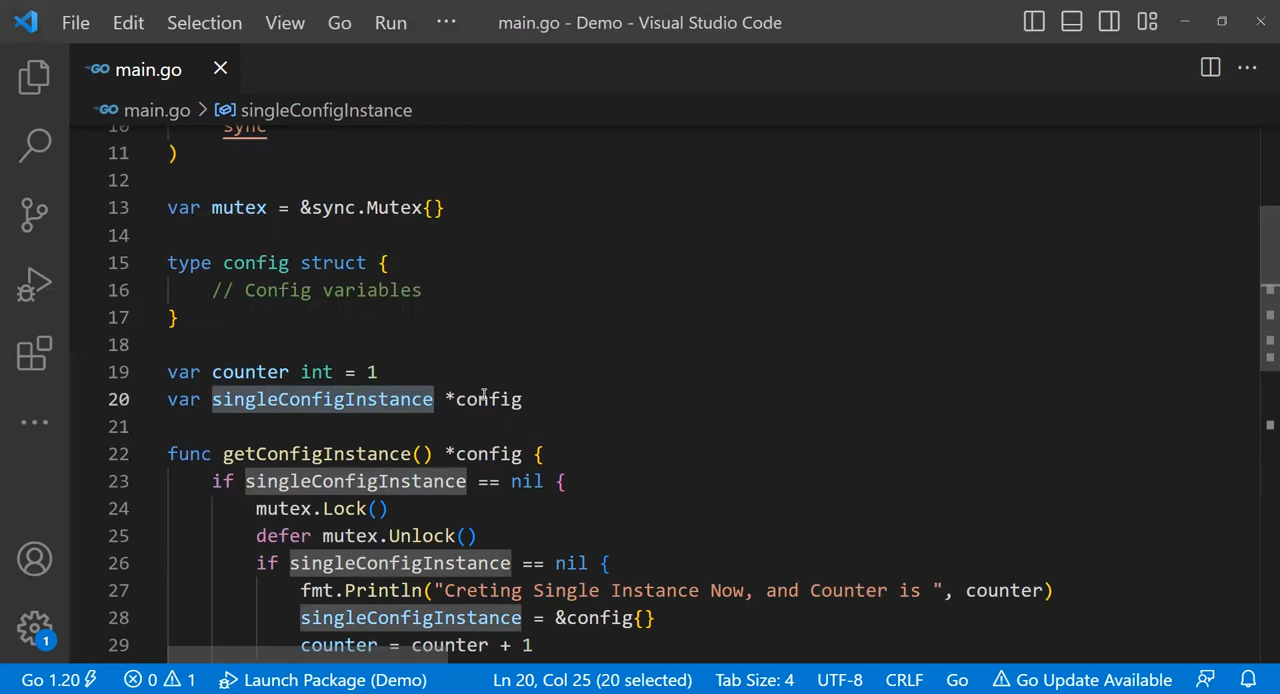 File Edit Selection View Go Run ··· main.go - Demo - Visual Studio Code
GO main.go
GO main.go > singleConfigInstance
10 sync
11 )
12
13 var mutex = &sync.Mutex{}
14
15 type config struct {
16 // Config variables
17 }
18
19 var counter int = 1
20 var singleConfigInstance *config
21
22 func getConfigInstance() *config {
23 if singleConfigInstance == nil {
24 mutex.Lock()
25 defer mutex.Unlock()
26 if singleConfigInstance == nil {
27 fmt.Println("Creting Single Instance Now, and Counter is ", counter)
28 singleConfigInstance = &config{}
29 counter = counter + 1
1
Go 1.20 0 1 Launch Package (Demo) Ln 20, Col 25 (20 selected) Tab Size: 4 UTF-8 CRLF Go Go Update Available